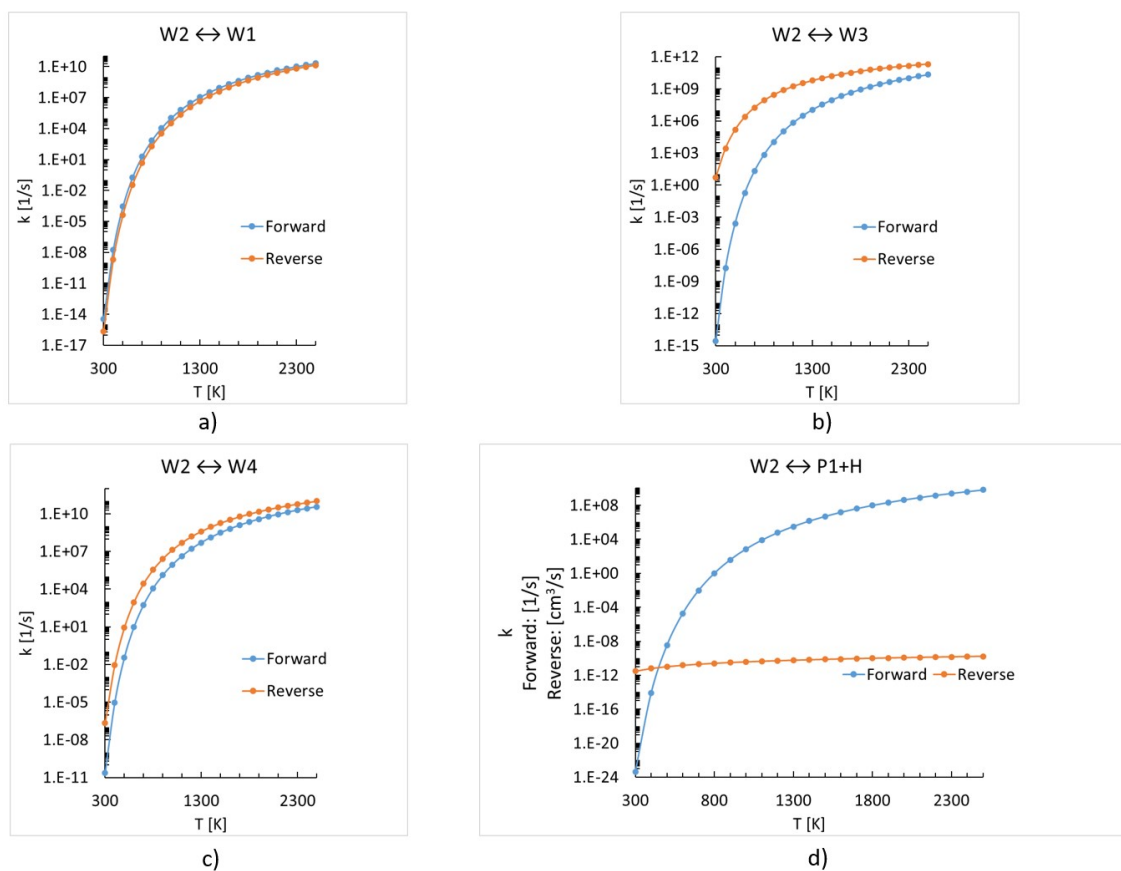 W2 ↔ W1
1.E+10
1.E+07
1.E+04
1.E+01
1.E-02
1.E-05
1.E-08
1.E-11
1.E-14
1.E-17
k [1/s]
Forward
Reverse
300 1300 2300
T [K]
a)
W2 ↔ W3
1.E+12
1.E+09
1.E+06
1.E+03
1.E+00
1.E-03
1.E-06
1.E-09
1.E-12
1.E-15
k [1/s]
Forward
Reverse
300 1300 2300
T [K]
b)
W2 ↔ W4
1.E+10
1.E+07
1.E+04
1.E+01
1.E-02
1.E-05
1.E-08
1.E-11
k [1/s]
Forward
Reverse
300 1300 2300
T [K]
c)
W2 ↔ P1+H
k
Forward: [1/s]
Reverse: [cm³/s]
1.E+08
1.E+04
1.E+00
1.E-04
1.E-08
1.E-12
1.E-16
1.E-20
1.E-24
Forward Reverse
300 800 1300 1800 2300
T [K]
d)